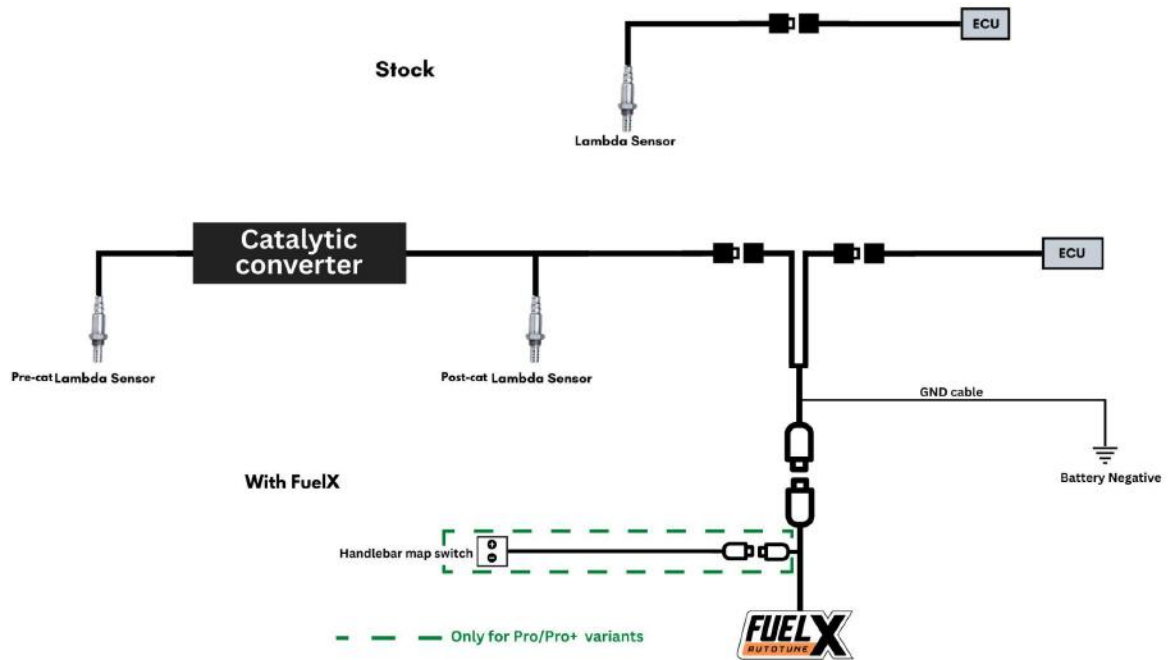 ECU
Stock
Lambda Sensor
Catalytic
converter
ECU
Pre-cat Lambda Sensor
Post-cat Lambda Sensor
GND cable
With FuelX
Battery Negative
Handlebar map switch
Only for Pro/Pro+ variants
FUEL X
AUTOTUNE